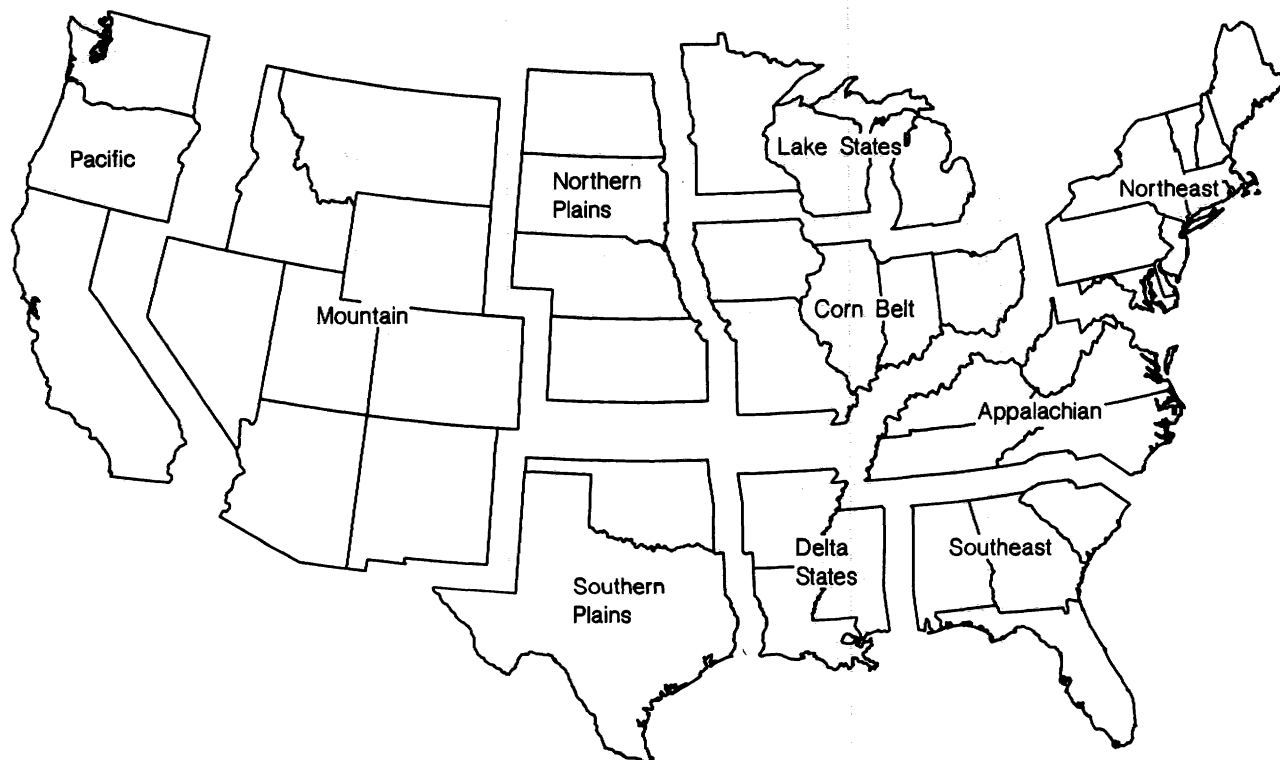 Pacific
Northern
Plains
Lake States
Northeast
Mountain
Corn Belt
Appalachian
Delta
States
Southeast
Southern
Plains